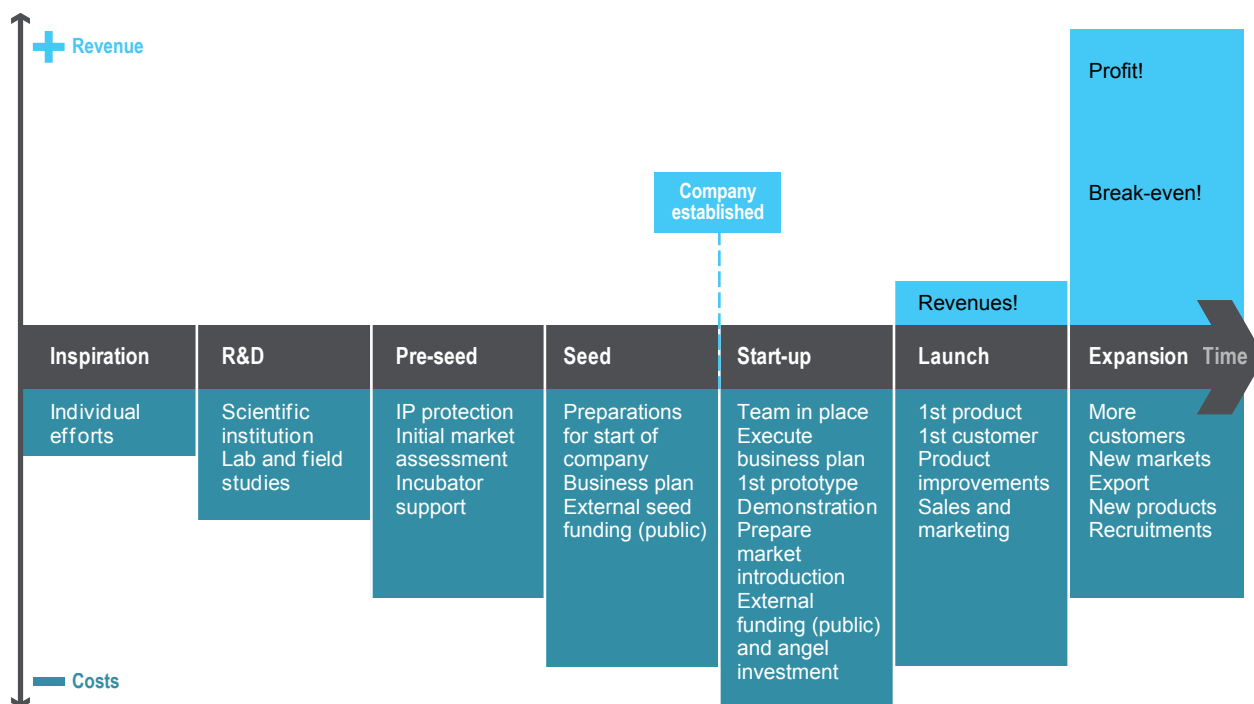 Revenue
Profit!
Break-even!
Company
established
Revenues!
Inspiration
R&D
Pre-seed
Seed
Start-up
Launch
Expansion
Time
Individual
efforts
Scientific
institution
Lab and field
studies
IP protection
Initial market
assessment
Incubator
support
Preparations
for start of
company
Business plan
External seed
funding (public)
Team in place
Execute
business plan
1st prototype
Demonstration
Prepare
market
introduction
External
funding (public)
and angel
investment
1st product
1st customer
Product
improvements
Sales and
marketing
More
customers
New markets
Export
New products
Recruitments
Costs